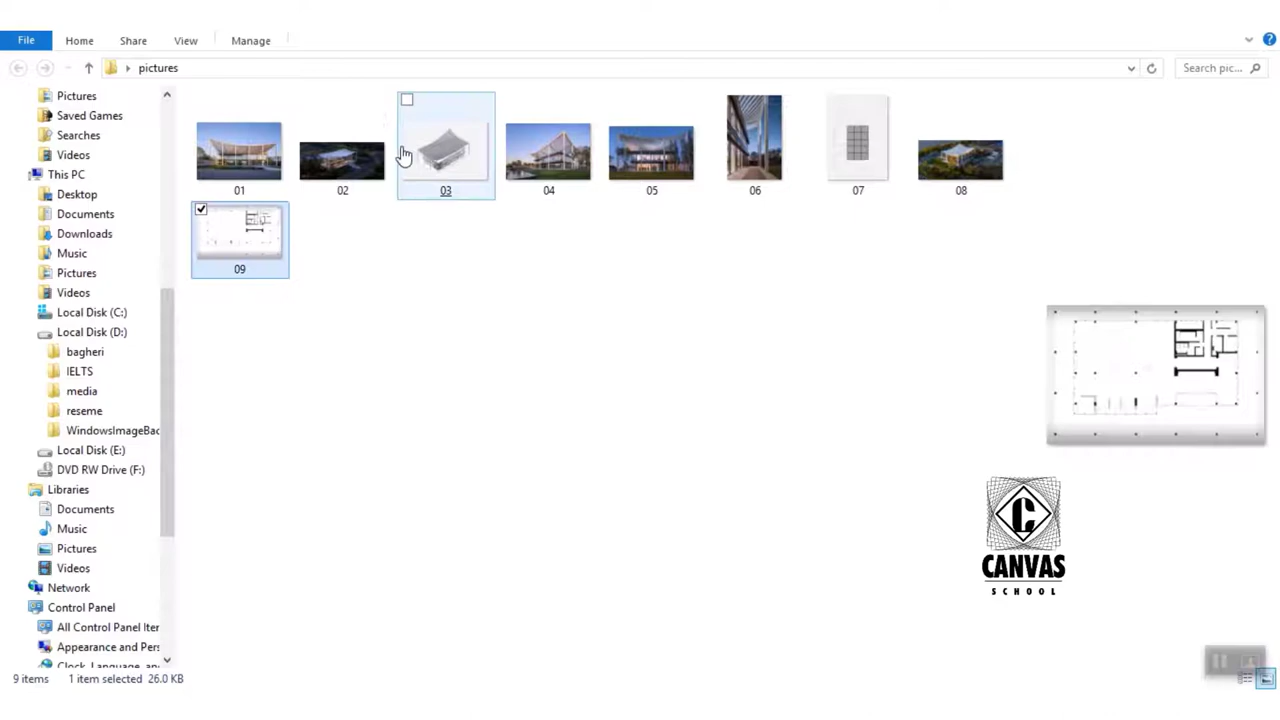 File Home Share View Manage
pictures
Search pic...
Pictures
Saved Games
Searches
Videos
This PC
Desktop
Documents
Downloads
Music
Pictures
Videos
Local Disk (C:)
Local Disk (D:)
bagheri
IELTS
media
reseme
WindowsImageBac
Local Disk (E:)
DVD RW Drive (F:)
Libraries
Documents
Music
Pictures
Videos
Network
Control Panel
All Control Panel Iter
Appearance and Pers
Clock, Language, an
01 02 03 04 05 06 07 08
09
C
CANVAS
SCHOOL
9 items 1 item selected 26.0 KB